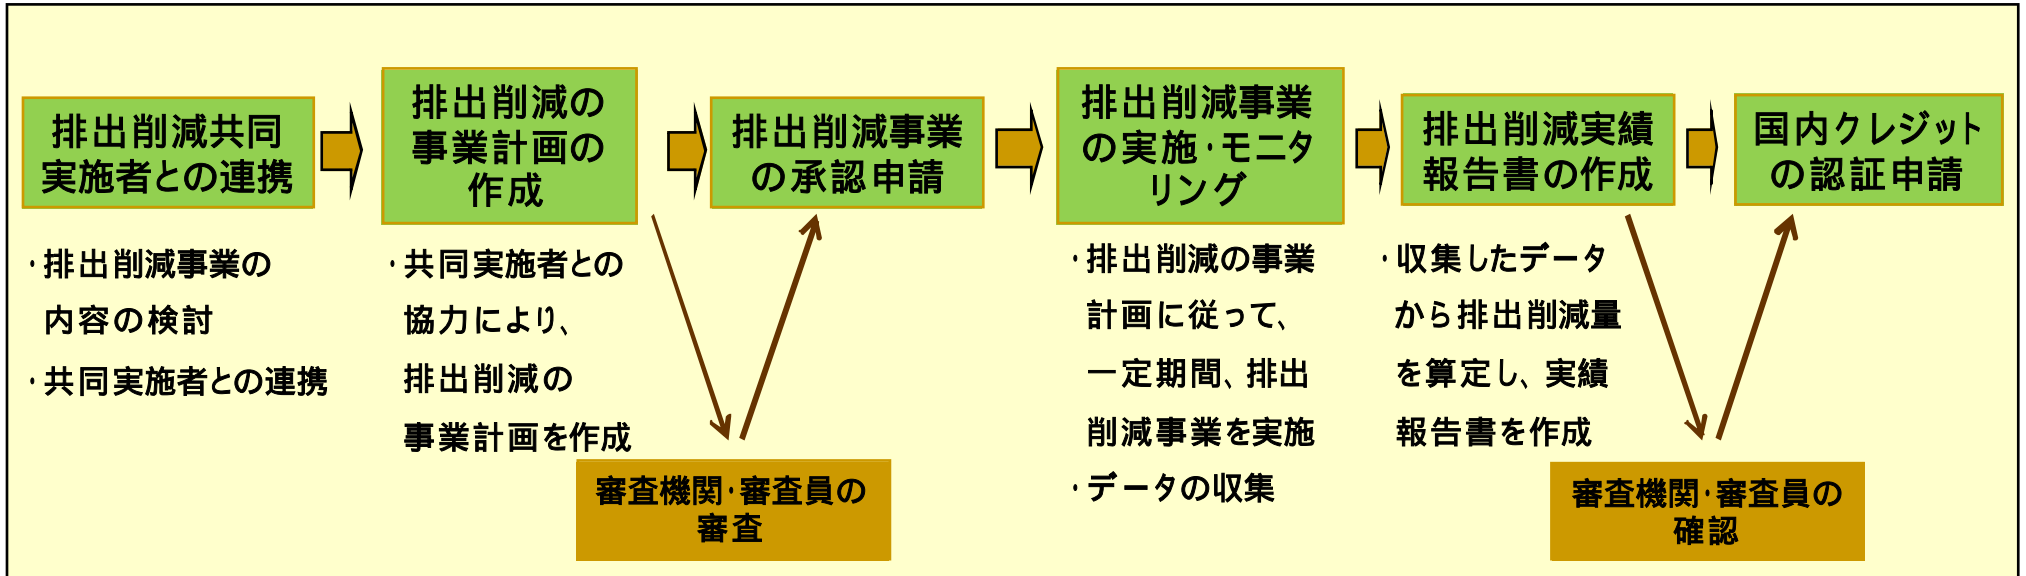 排出削減共同
実施者との連携
排出削減の
事業計画の
作成
排出削減事業
の承認申請
排出削減事業
の実施・モニタ
リング
排出削減実績
報告書の作成
国内クレジット
の認証申請
・排出削減事業の
内容の検討
・共同実施者との連携
・共同実施者との
協力により、
排出削減の
事業計画を作成
・排出削減の事業
計画に従って、
一定期間、排出
削減事業を実施
・データの収集
・収集したデータ
から排出削減量
を算定し、実績
報告書を作成
審査機関・審査員の
審査
審査機関・審査員の
確認